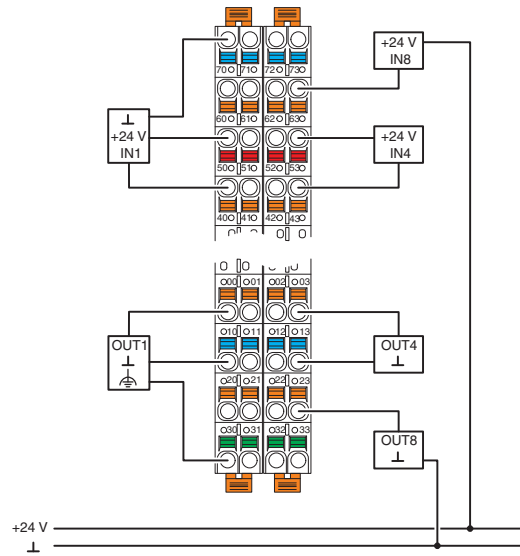 70 71 72 73
+24 V
IN8
60 61 62 63
+24 V
IN1
+24 V
IN4
50 51 52 53
40 41 42 43
00 01 02 03
OUT1
10 11 12 13
OUT4
20 21 22 23
30 31 32 33
OUT8
+24 V